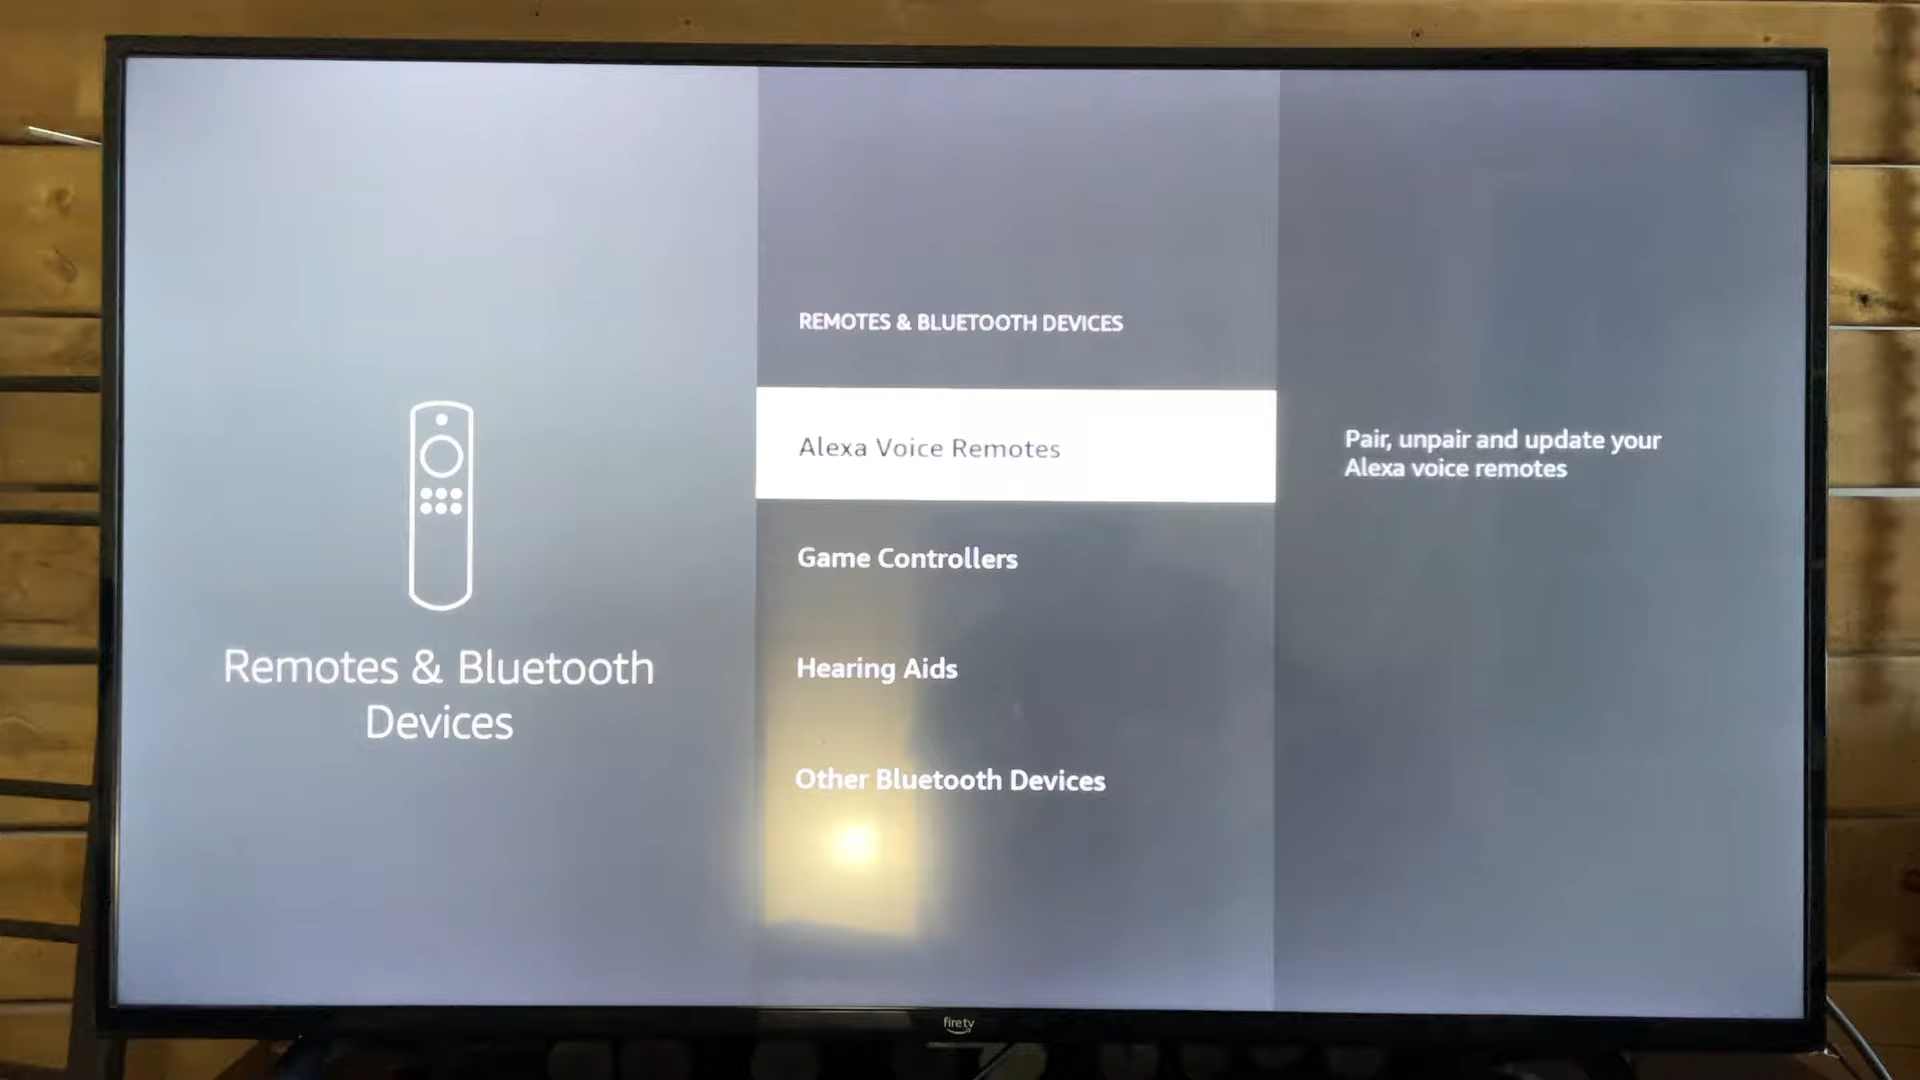 REMOTES & BLUETOOTH DEVICES
Alexa Voice Remotes
Pair, unpair and update your
Alexa voice remotes
Game Controllers
Hearing Aids
Other Bluetooth Devices
Remotes & Bluetooth
Devices
firetv